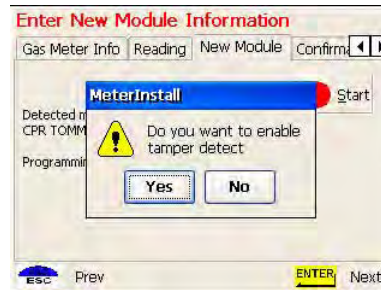 Enter New Module Information
Gas Meter Info Reading New Module Confirma
MeterInstall
Start
Detected
CPR TOMM
Do you want to enable
tamper detect
Yes No
ESC Prev ENTER Next